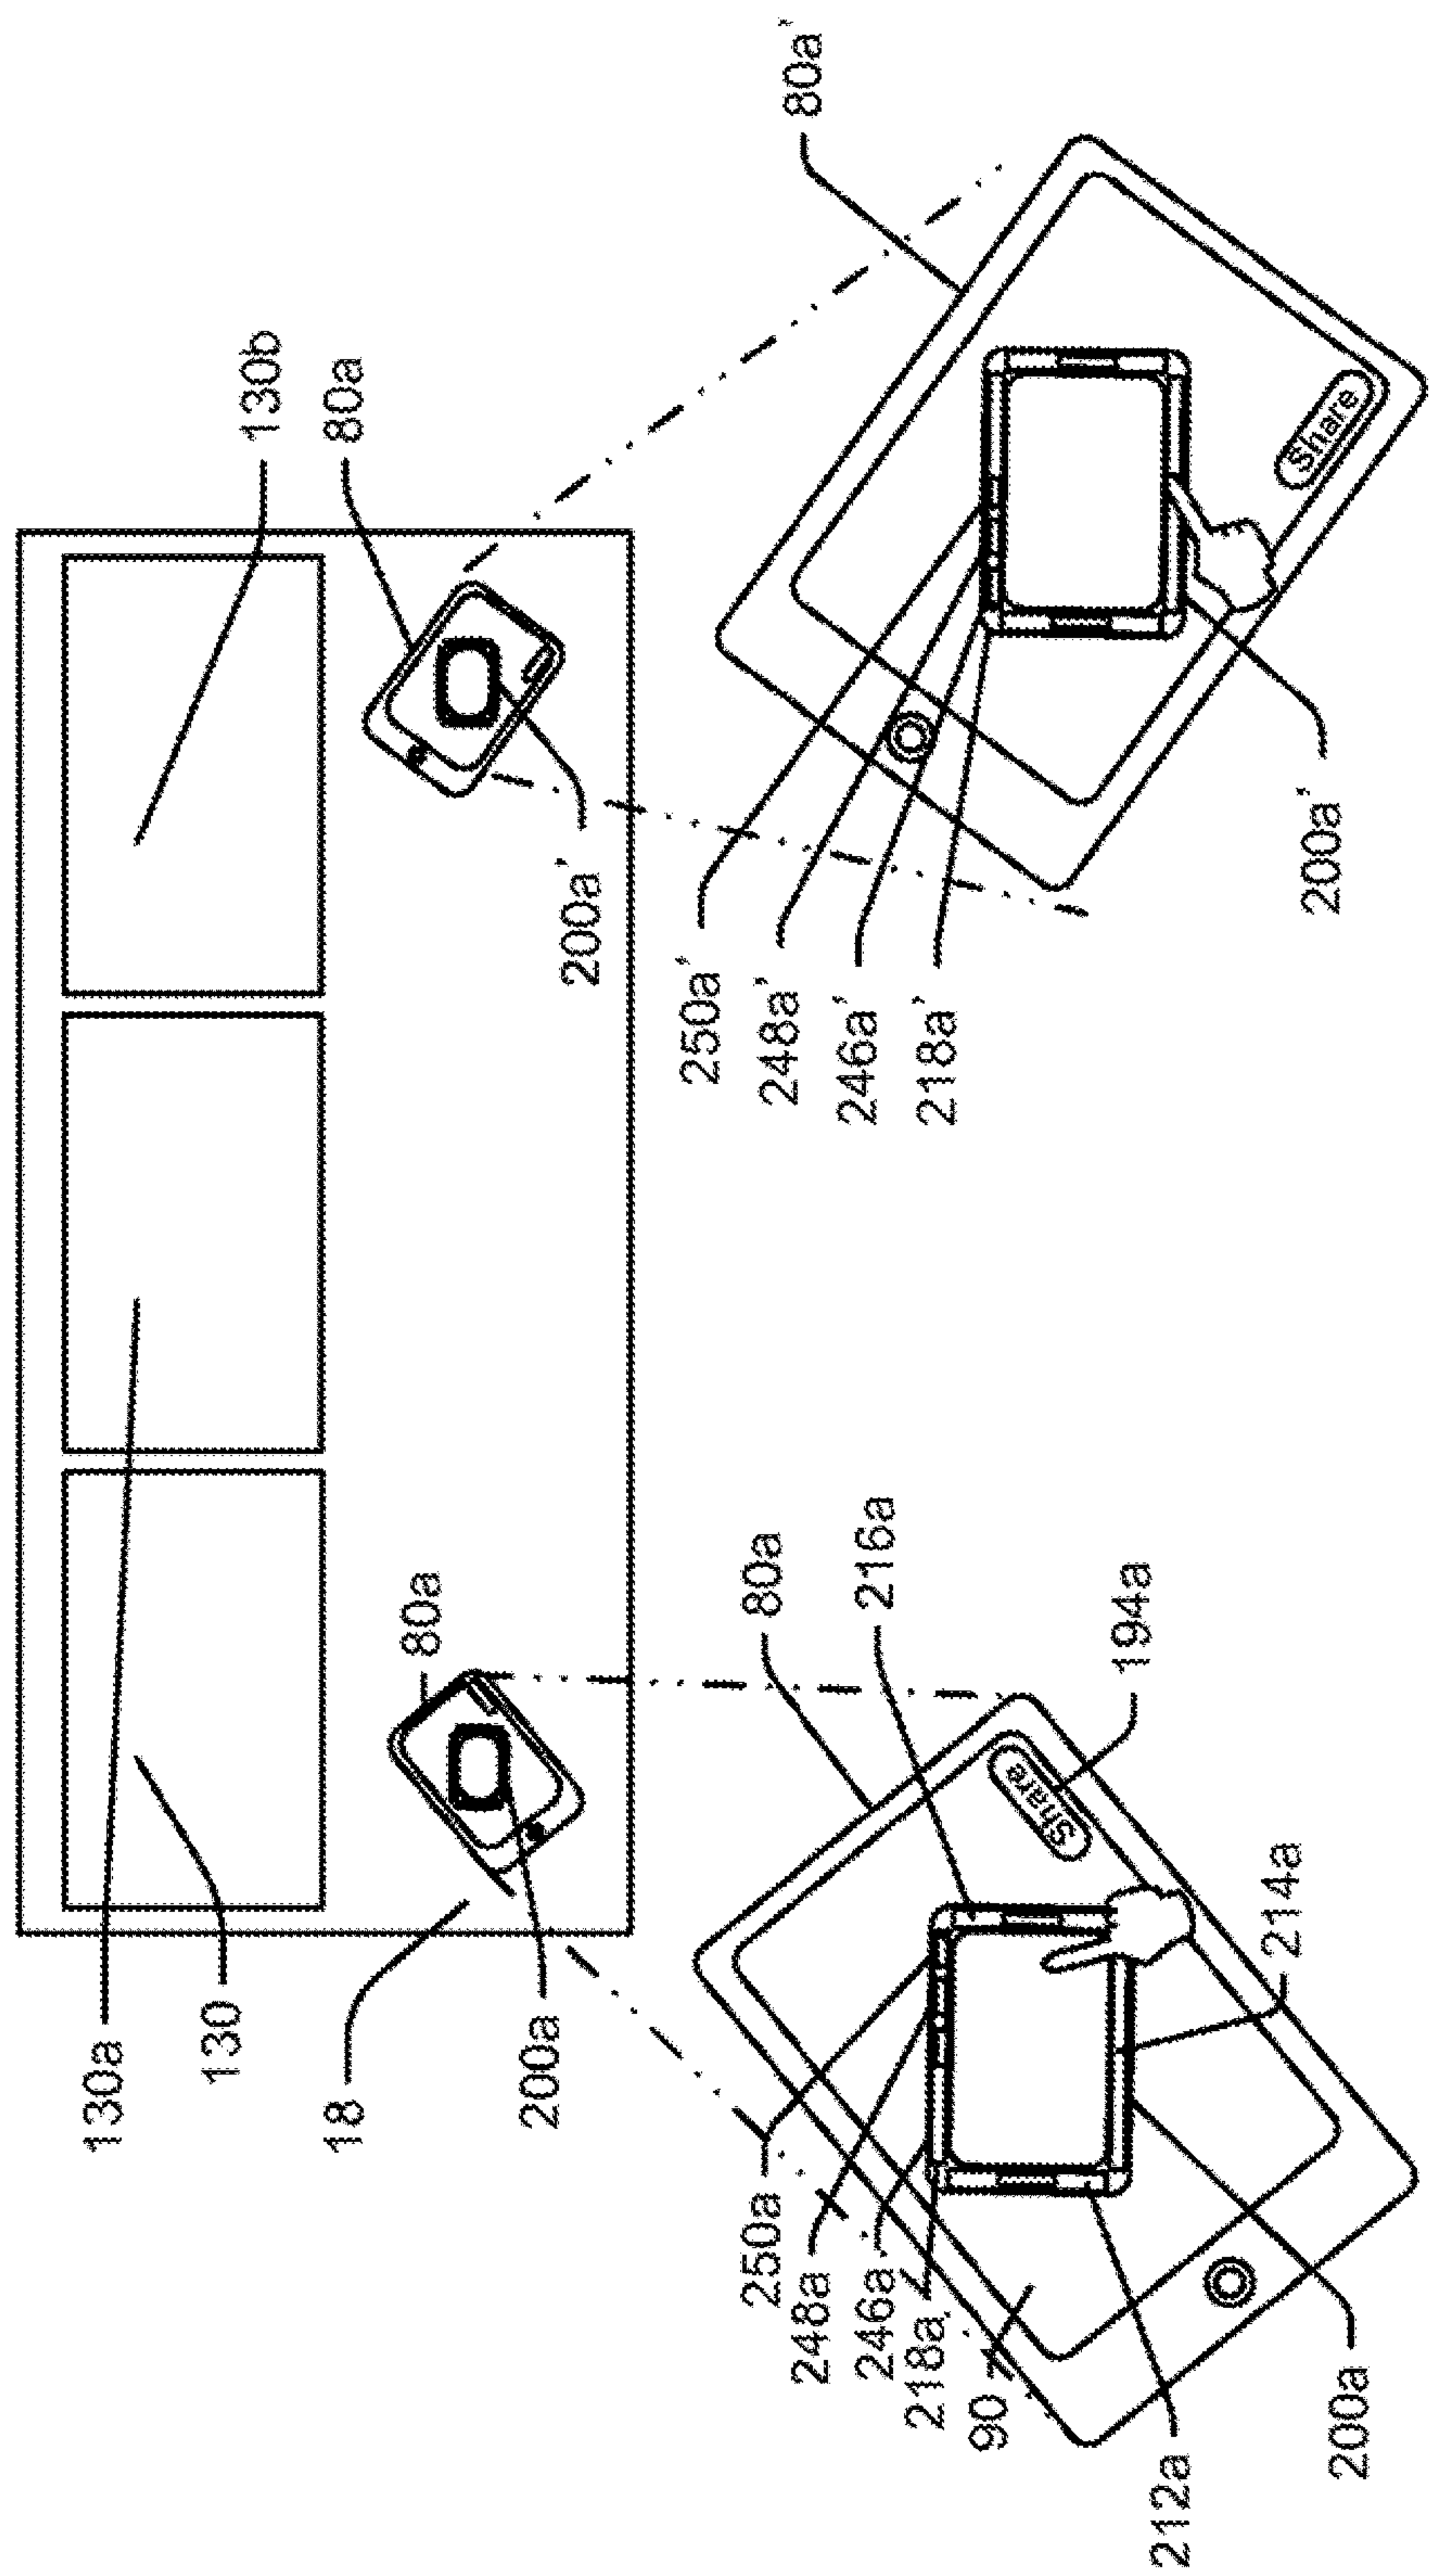 130a
130
130b
18
80a
80a
200a
200a'
250a'
250a
80a
248a'
80a'
248a
246a
216a
246a'
218a
218a'
90
Share
194a
212a
214a
200a'
Share
200a